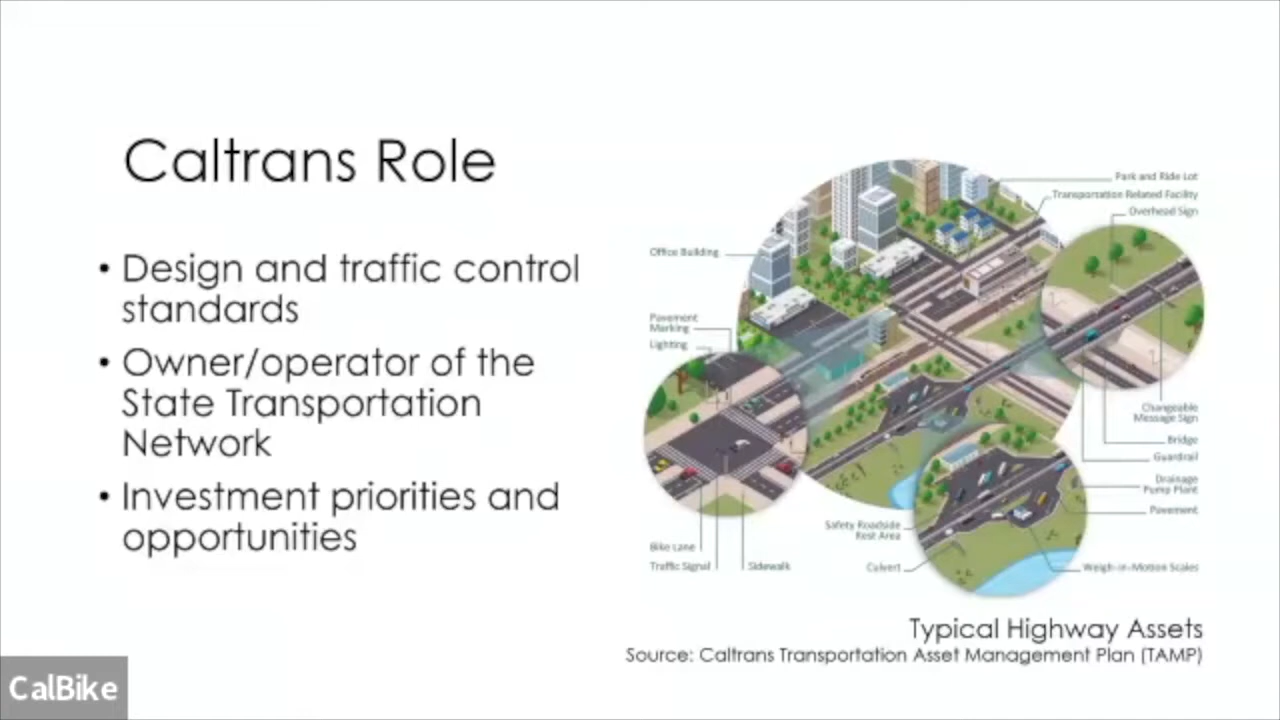 Caltrans Role
• Design and traffic control
standards
• Owner/operator of the
State Transportation
Network
• Investment priorities and
opportunities
Park and Ride Lot
Transportation Related Facility
Overhead Sign
Office Building
Pavement
Marking
Lighting
Changeable
Message Sign
Bridge
Guardrail
Drainage
Pump Plant
Pavement
Safety Roadside
Rest Area
Bike Lane
Traffic Signal
Sidewalk
Culvert
Weigh-in-Motion Scales
Typical Highway Assets
Source: Caltrans Transportation Asset Management Plan (TAMP)
CalBike